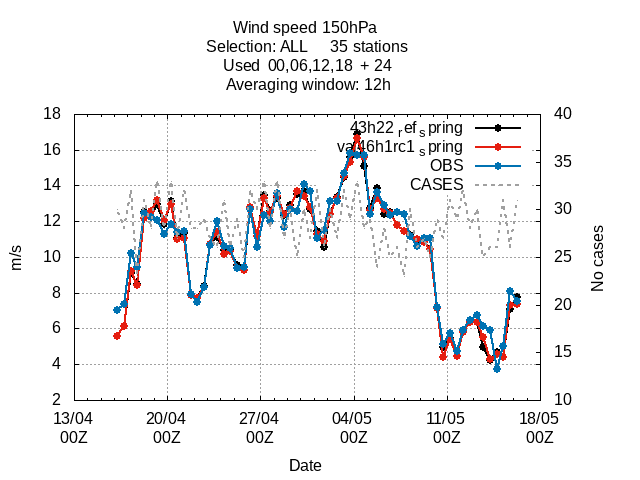 Wind speed 150hPa
Selection: ALL 35 stations
Used 00,06,12,18 + 24
Averaging window: 12h
43h22 ref spring
va46h1rc1 spring
OBS
CASES
18
16
14
12
10
8
6
4
2
40
35
30
25
20
15
10
m/s
No cases
13/04 20/04 27/04 04/05 11/05 18/05
00Z 00Z 00Z 00Z 00Z 00Z
Date